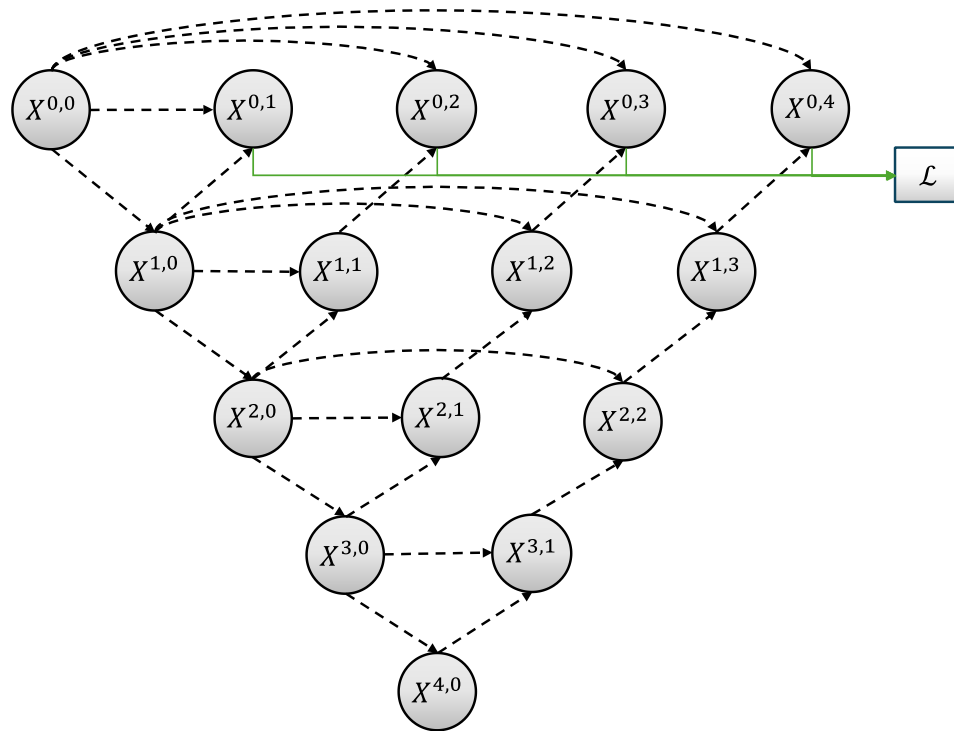 X^{0,0} X^{0,1} X^{0,2} X^{0,3} X^{0,4}
ℒ
X^{1,0} X^{1,1} X^{1,2} X^{1,3}
X^{2,0} X^{2,1} X^{2,2}
X^{3,0} X^{3,1}
X^{4,0}